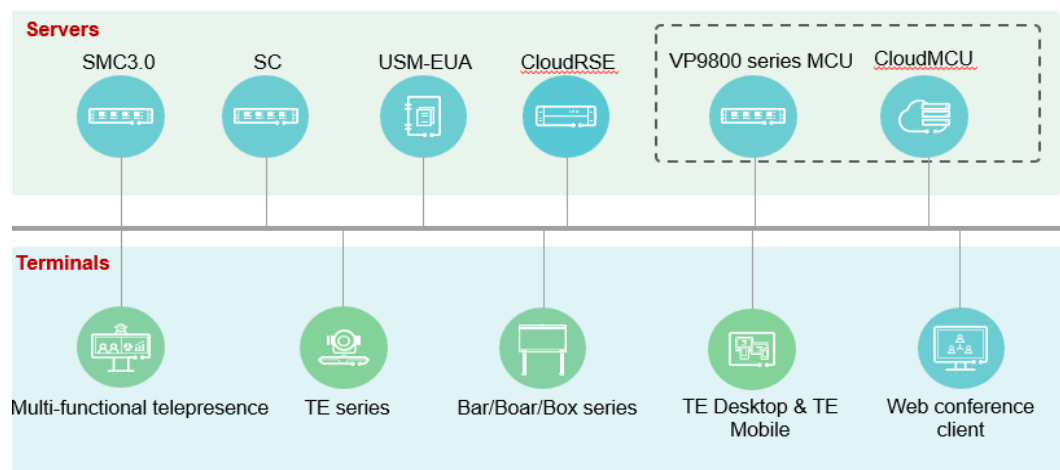 Servers
SMC3.0
SC
USM-EUA
CloudRSE
VP9800 series MCU
CloudMCU
Terminals
Multi-functional telepresence
TE series
Bar/Boar/Box series
TE Desktop & TE
Mobile
Web conference
client